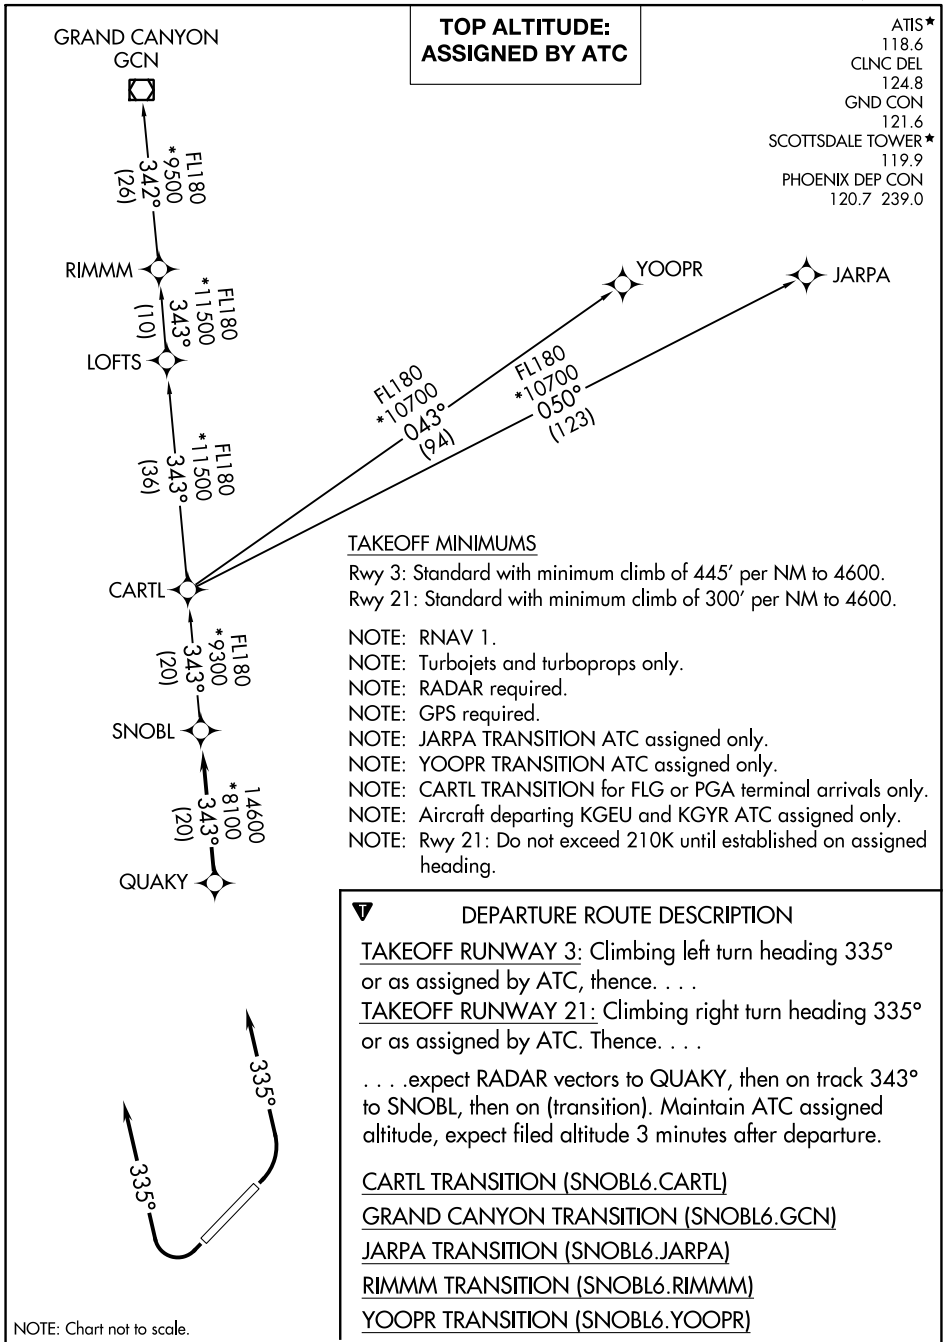 TOP ALTITUDE:
ASSIGNED BY ATC
ATIS★
118.6
CLNC DEL
124.8
GND CON
121.6
SCOTTSDALE TOWER★
119.9
PHOENIX DEP CON
120.7 239.0
GRAND CANYON
GCN
FL180
*9500
342°
(26)
RIMMM
FL180
*11500
343°
(10)
LOFTS
FL180
*11500
343°
(36)
YOOPR
JARPA
FL180
*10700
043°
(94)
FL180
*10700
050°
(123)
CARTL
FL180
*9300
343°
(20)
SNOBL
14600
*8100
343°
(20)
QUAKY
TAKEOFF MINIMUMS
Rwy 3: Standard with minimum climb of 445' per NM to 4600.
Rwy 21: Standard with minimum climb of 300' per NM to 4600.
NOTE: RNAV 1.
NOTE: Turbojets and turboprops only.
NOTE: RADAR required.
NOTE: GPS required.
NOTE: JARPA TRANSITION ATC assigned only.
NOTE: YOOPR TRANSITION ATC assigned only.
NOTE: CARTL TRANSITION for FLG or PGA terminal arrivals only.
NOTE: Aircraft departing KGEU and KGYR ATC assigned only.
NOTE: Rwy 21: Do not exceed 210K until established on assigned
heading.
T
DEPARTURE ROUTE DESCRIPTION
TAKEOFF RUNWAY 3: Climbing left turn heading 335°
or as assigned by ATC, thence. . . .
TAKEOFF RUNWAY 21: Climbing right turn heading 335°
or as assigned by ATC. Thence. . . .
. . . .expect RADAR vectors to QUAKY, then on track 343°
to SNOBL, then on (transition). Maintain ATC assigned
altitude, expect filed altitude 3 minutes after departure.
CARTL TRANSITION (SNOBL6.CARTL)
GRAND CANYON TRANSITION (SNOBL6.GCN)
JARPA TRANSITION (SNOBL6.JARPA)
RIMMM TRANSITION (SNOBL6.RIMMM)
YOOPR TRANSITION (SNOBL6.YOOPR)
335°
335°
NOTE: Chart not to scale.